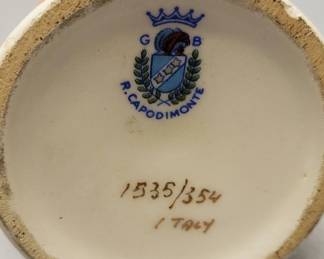 G B
R. CAPODIMONTE
1535/354
ITALY